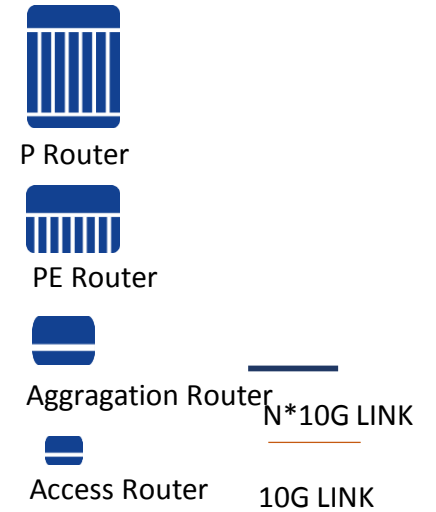 P Router
PE Router
Aggragation Router
N*10G LINK
Access Router
10G LINK